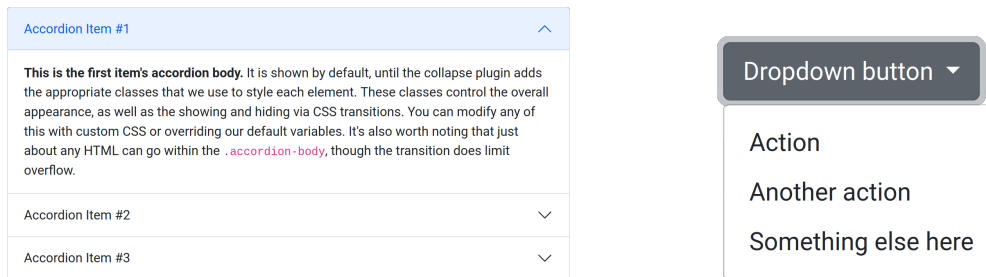 Accordion Item #1
This is the first item's accordion body. It is shown by default, until the collapse plugin adds
the appropriate classes that we use to style each element. These classes control the overall
appearance, as well as the showing and hiding via CSS transitions. You can modify any of
this with custom CSS or overriding our default variables. It's also worth noting that just
about any HTML can go within the .accordion-body, though the transition does limit
overflow.
Accordion Item #2
Accordion Item #3
Dropdown button
Action
Another action
Something else here